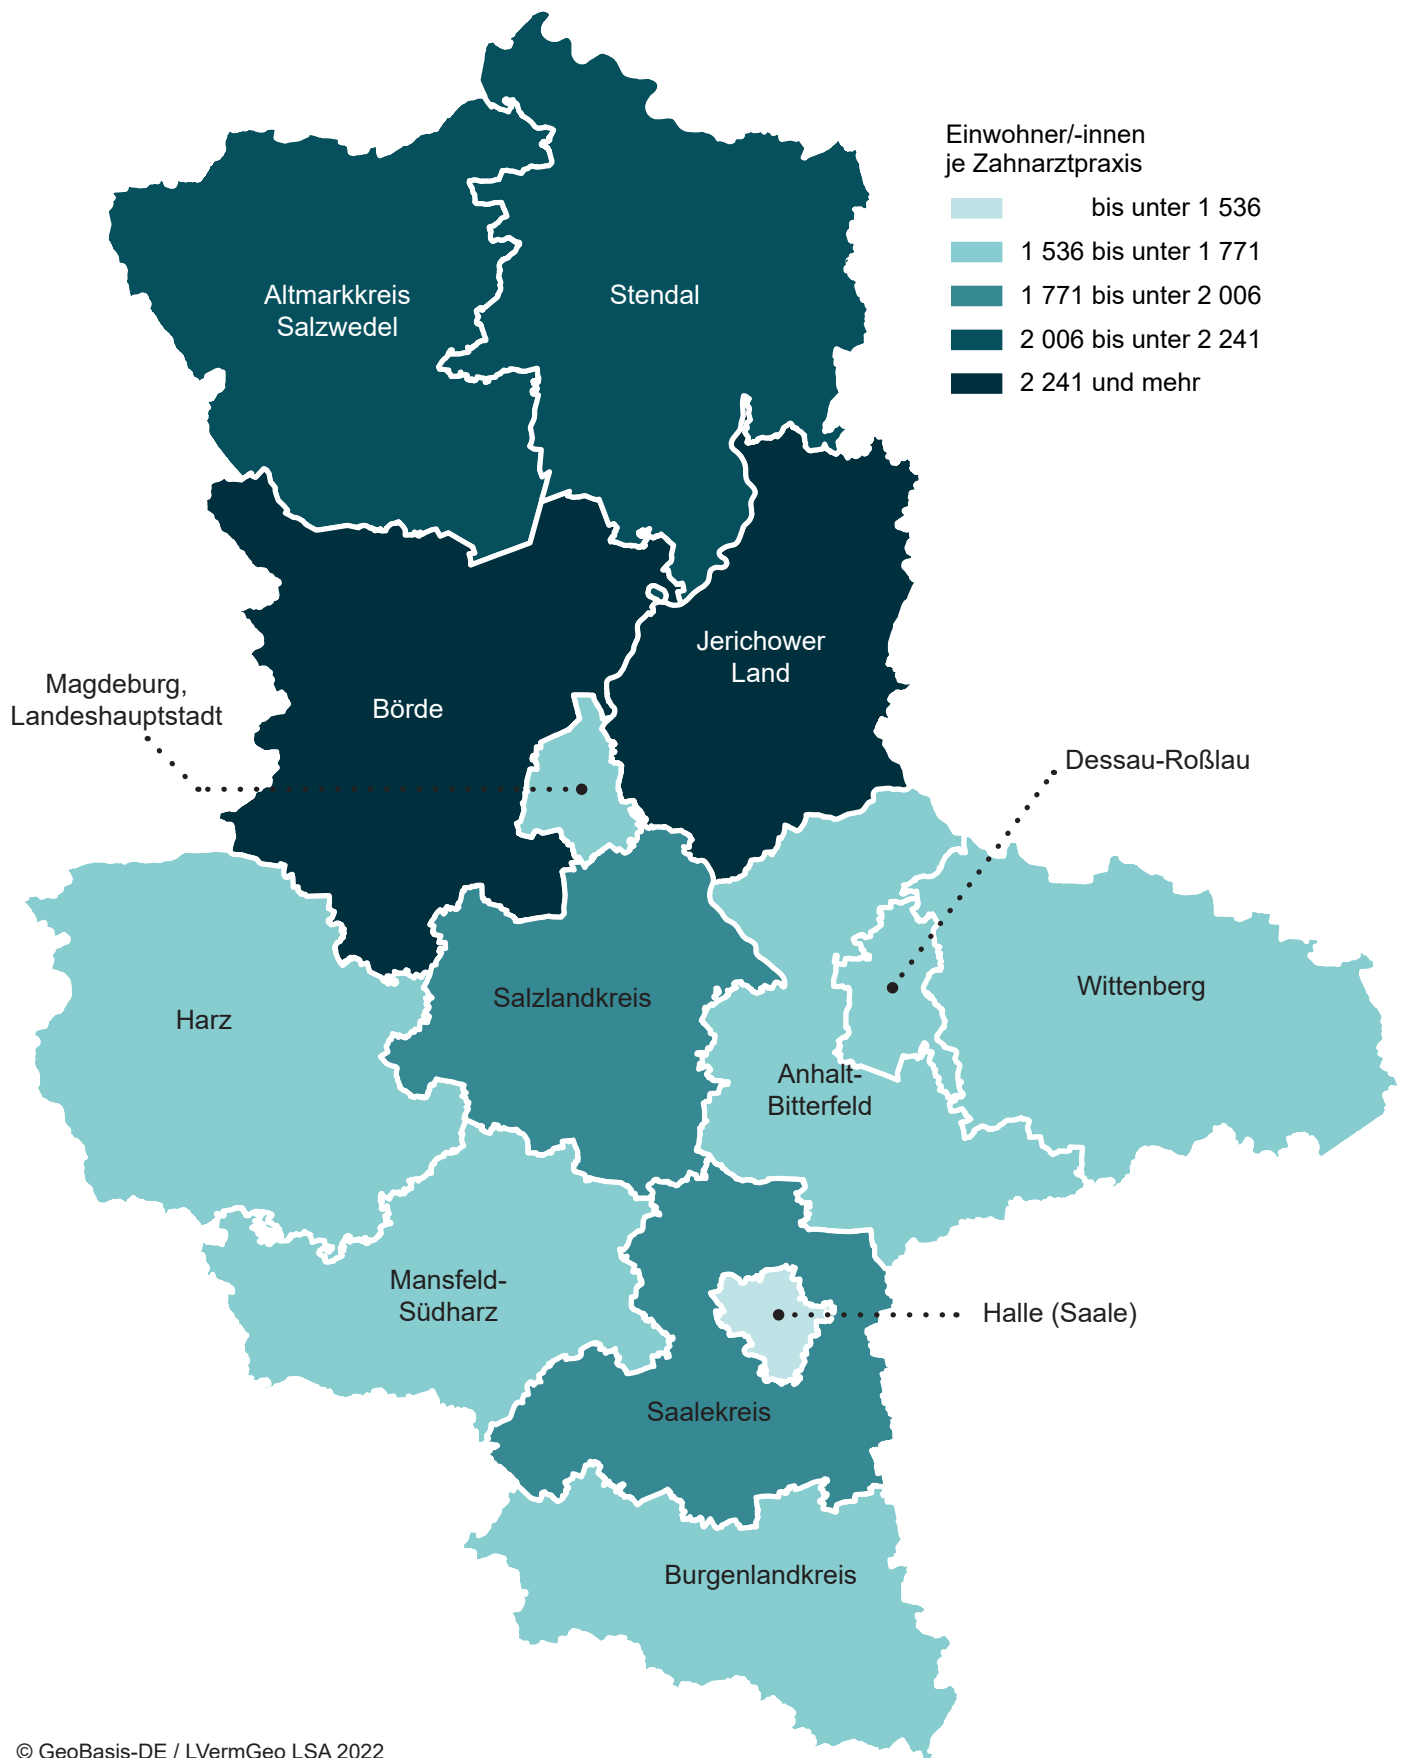 Einwohner/-innen
je Zahnarztpraxis
bis unter 1 536
1 536 bis unter 1 771
1 771 bis unter 2 006
2 006 bis unter 2 241
2 241 und mehr
Altmarkkreis
Salzwedel
Stendal
Jerichower
Land
Magdeburg,
Landeshauptstadt
Börde
Dessau-Roßlau
Wittenberg
Salzlandkreis
Harz
Anhalt-
Bitterfeld
Mansfeld-
Südharz
Halle (Saale)
Saalekreis
Burgenlandkreis
© GeoBasis-DE / LVermGeo LSA 2022